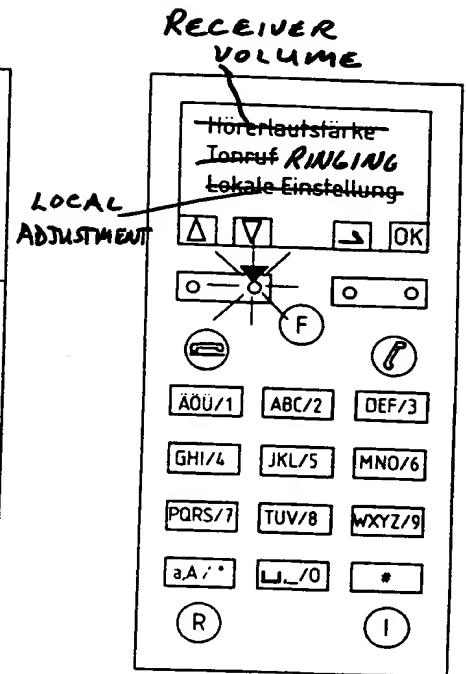 RECEIVER
VOLUME
Hörerlautstärke
Tonruf RINGING
Lokale Einstellung
LOCAL
ADJUSTMENT
OK
F
ÄÖÜ/1 ABC/2 DEF/3
GHI/4 JKL/5 MNO/6
PQRS/7 TUV/8 WXYZ/9
a,A/* ␣._/0 #
R I